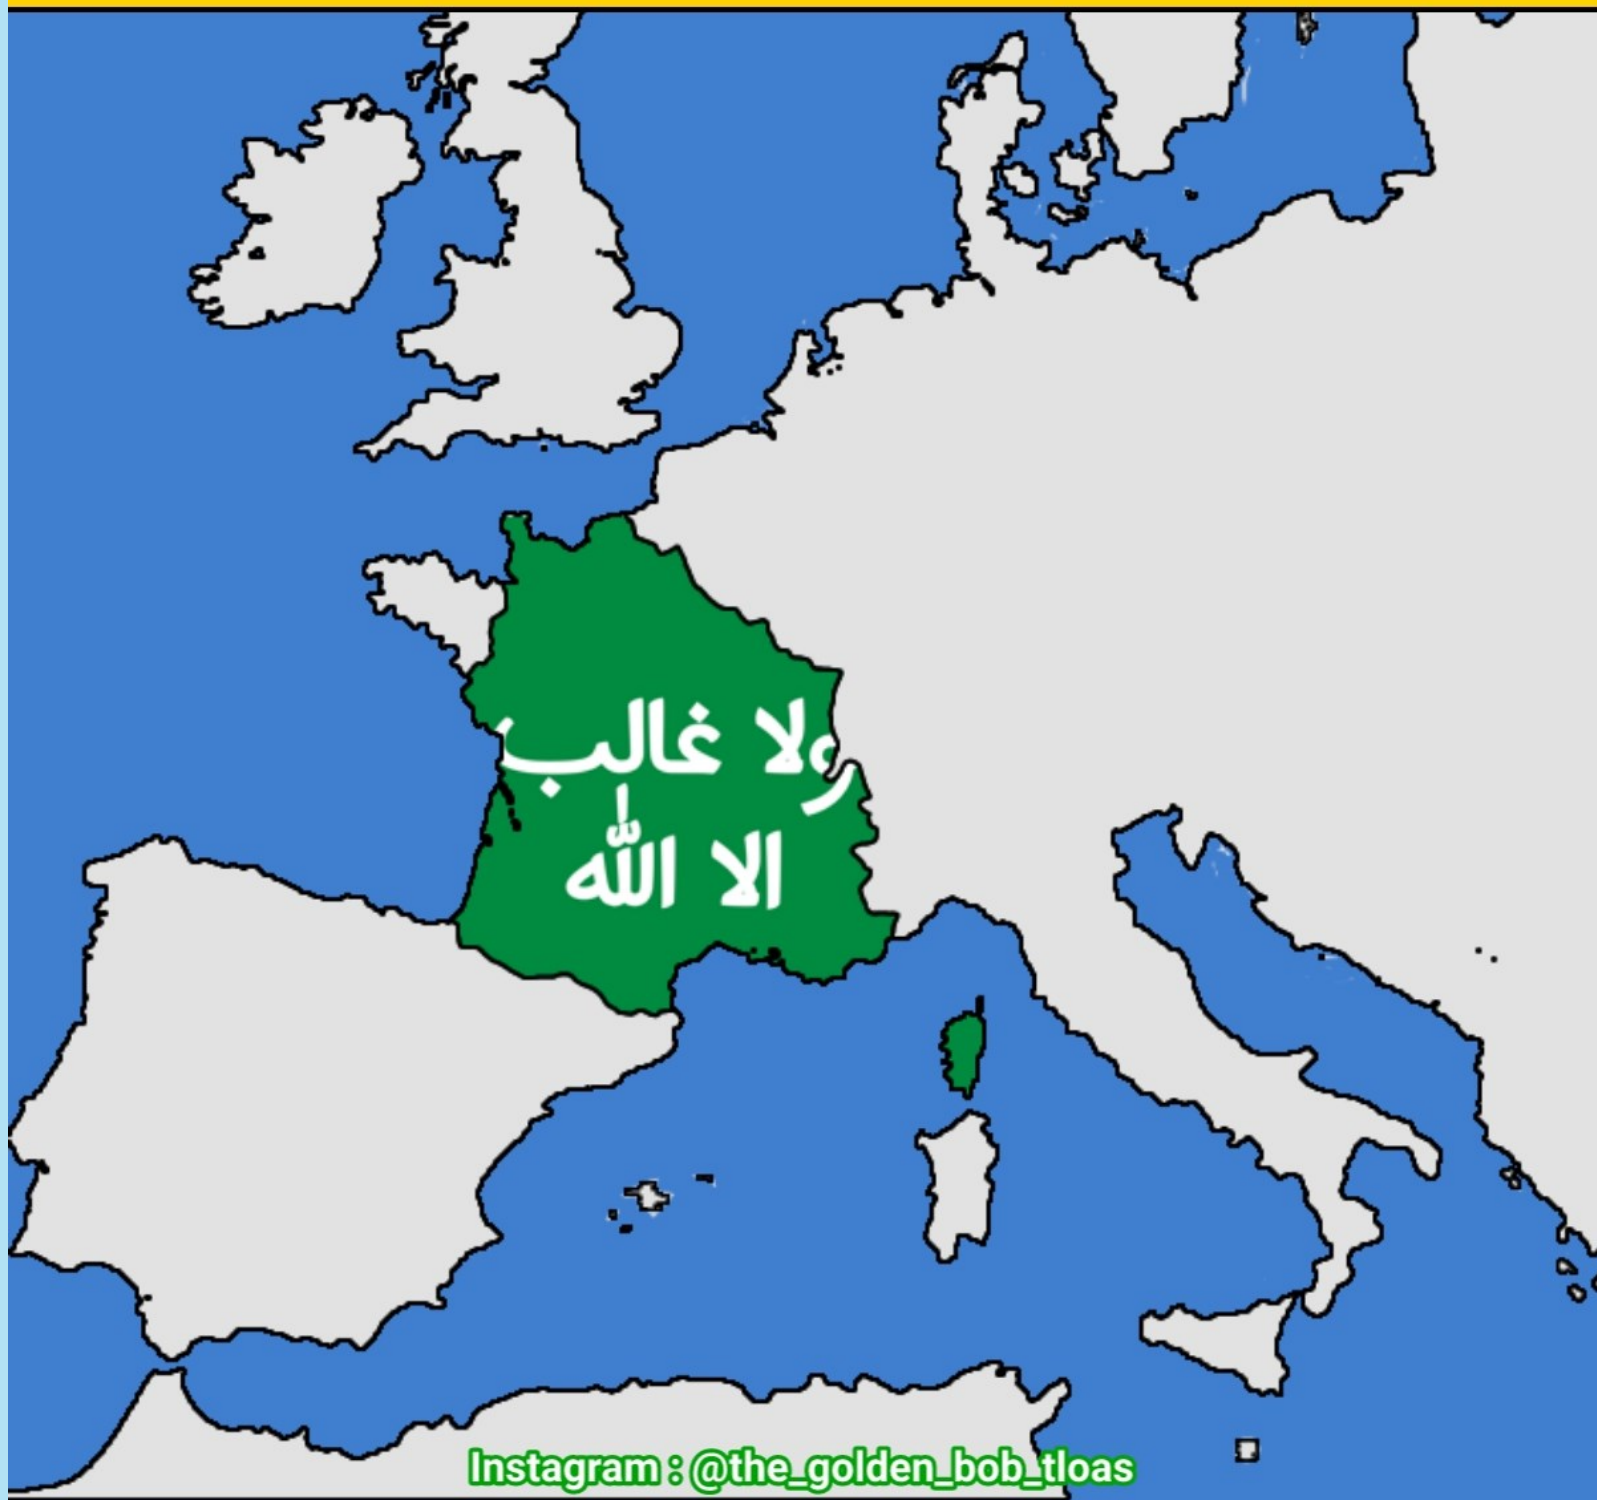 ولا غالب
الا الله
Instagram : @the_golden_bob_tloas